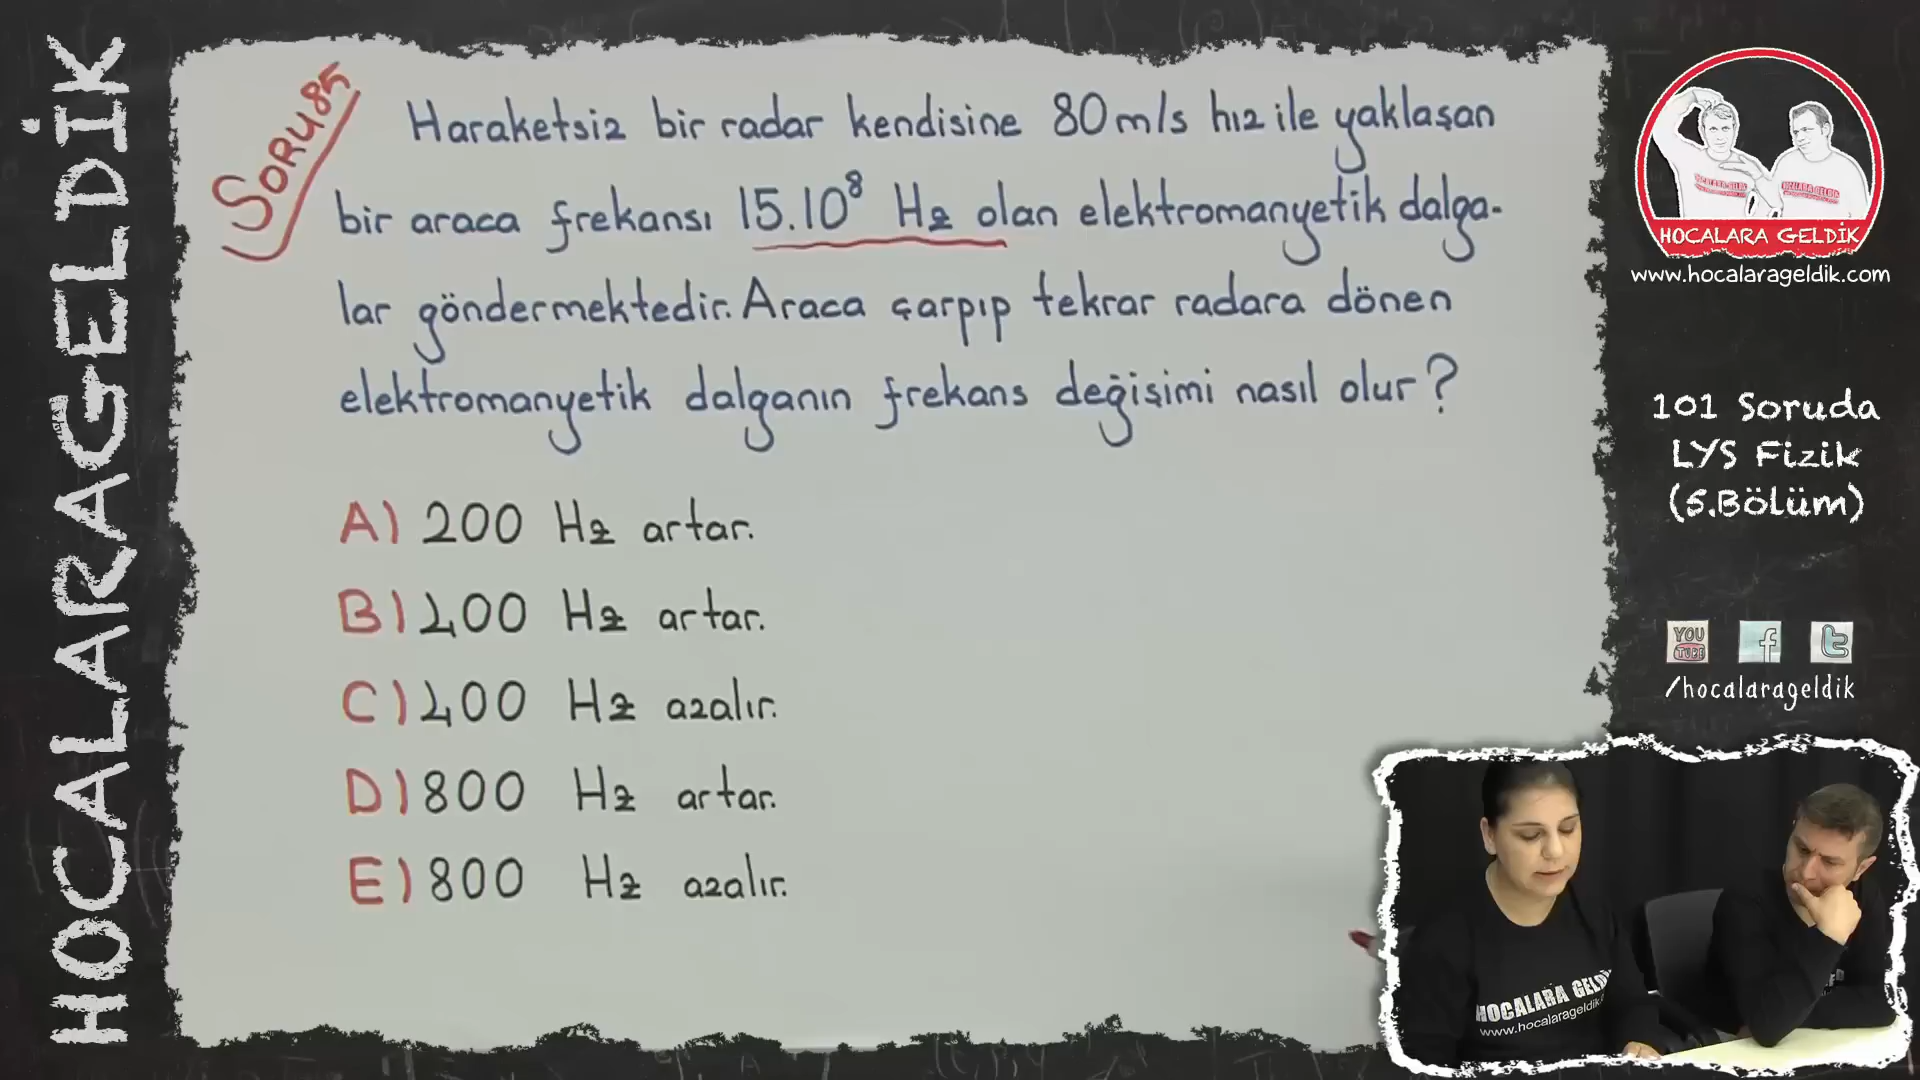 HOCALARAGELDİK
SORU 85
Haraketsiz bir radar kendisine 80 m/s hız ile yaklaşan
bir araca frekansı 15.10⁸ Hz olan elektromanyetik dalga-
lar göndermektedir. Araca çarpıp tekrar radara dönen
elektromanyetik dalganın frekans değişimi nasıl olur?
A) 200 Hz artar.
B) 400 Hz artar.
C) 400 Hz azalır.
D) 800 Hz artar.
E) 800 Hz azalır.
HOCALARA GELDİK
www.hocalarageldik.com
101 Soruda
LYS Fizik
(5.Bölüm)
YOU
TUBE
f
t
/hocalarageldik
HOCALARA GELDİ
www.hocalarageldik.